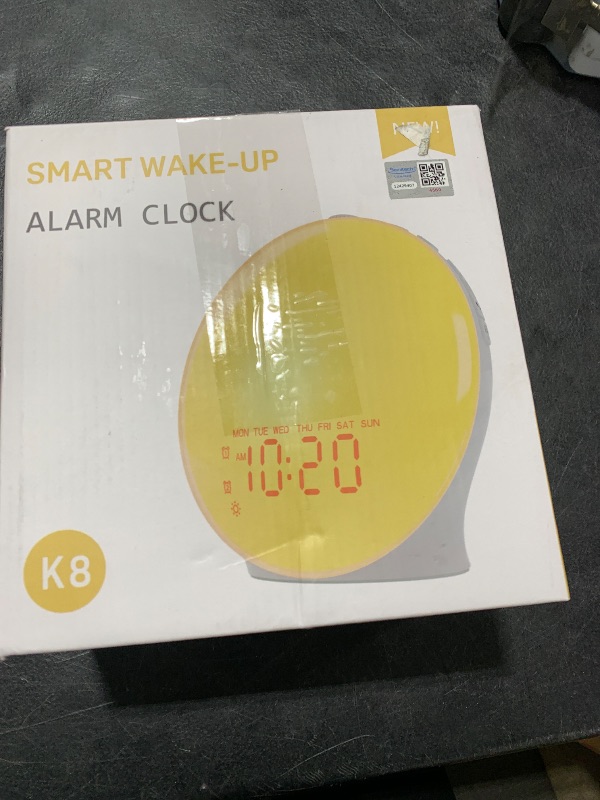 NEW!
SMART WAKE-UP
ALARM CLOCK
MON TUE WED THU FRI SAT SUN
AM 10:20
K8